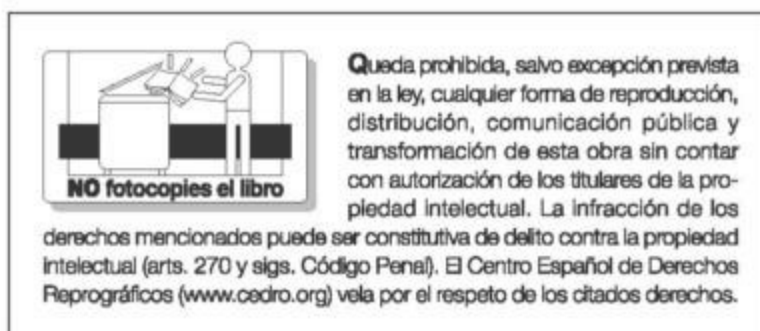 Queda prohibida, salvo excepción prevista
en la ley, cualquier forma de reproducción,
distribución, comunicación pública y
transformación de esta obra sin contar
con autorización de los titulares de la pro-
piedad intelectual. La infracción de los
derechos mencionados puede ser constitutiva de delito contra la propiedad
intelectual (arts. 270 y sigs. Código Penal). El Centro Español de Derechos
Reprográficos (www.cedro.org) vela por el respeto de los citados derechos.
NO fotocopies el libro